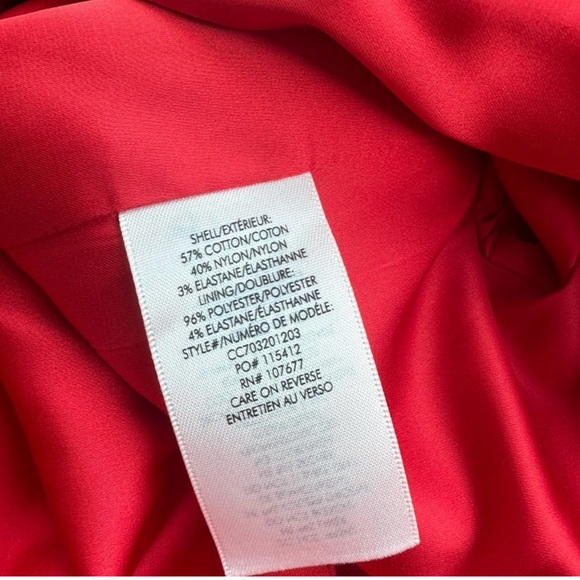 SHELL/EXTÉRIEUR:
57% COTTON/COTON
40% NYLON/NYLON
3% ELASTANE/ÉLASTHANNE
LINING/DOUBLURE:
96% POLYESTER/POLYESTER
4% ELASTANE/ÉLASTHANNE
STYLE#/NUMÉRO DE MODÈLE:
CC703201203
PO# 115412
RN# 107677
CARE ON REVERSE
ENTRETIEN AU VERSO